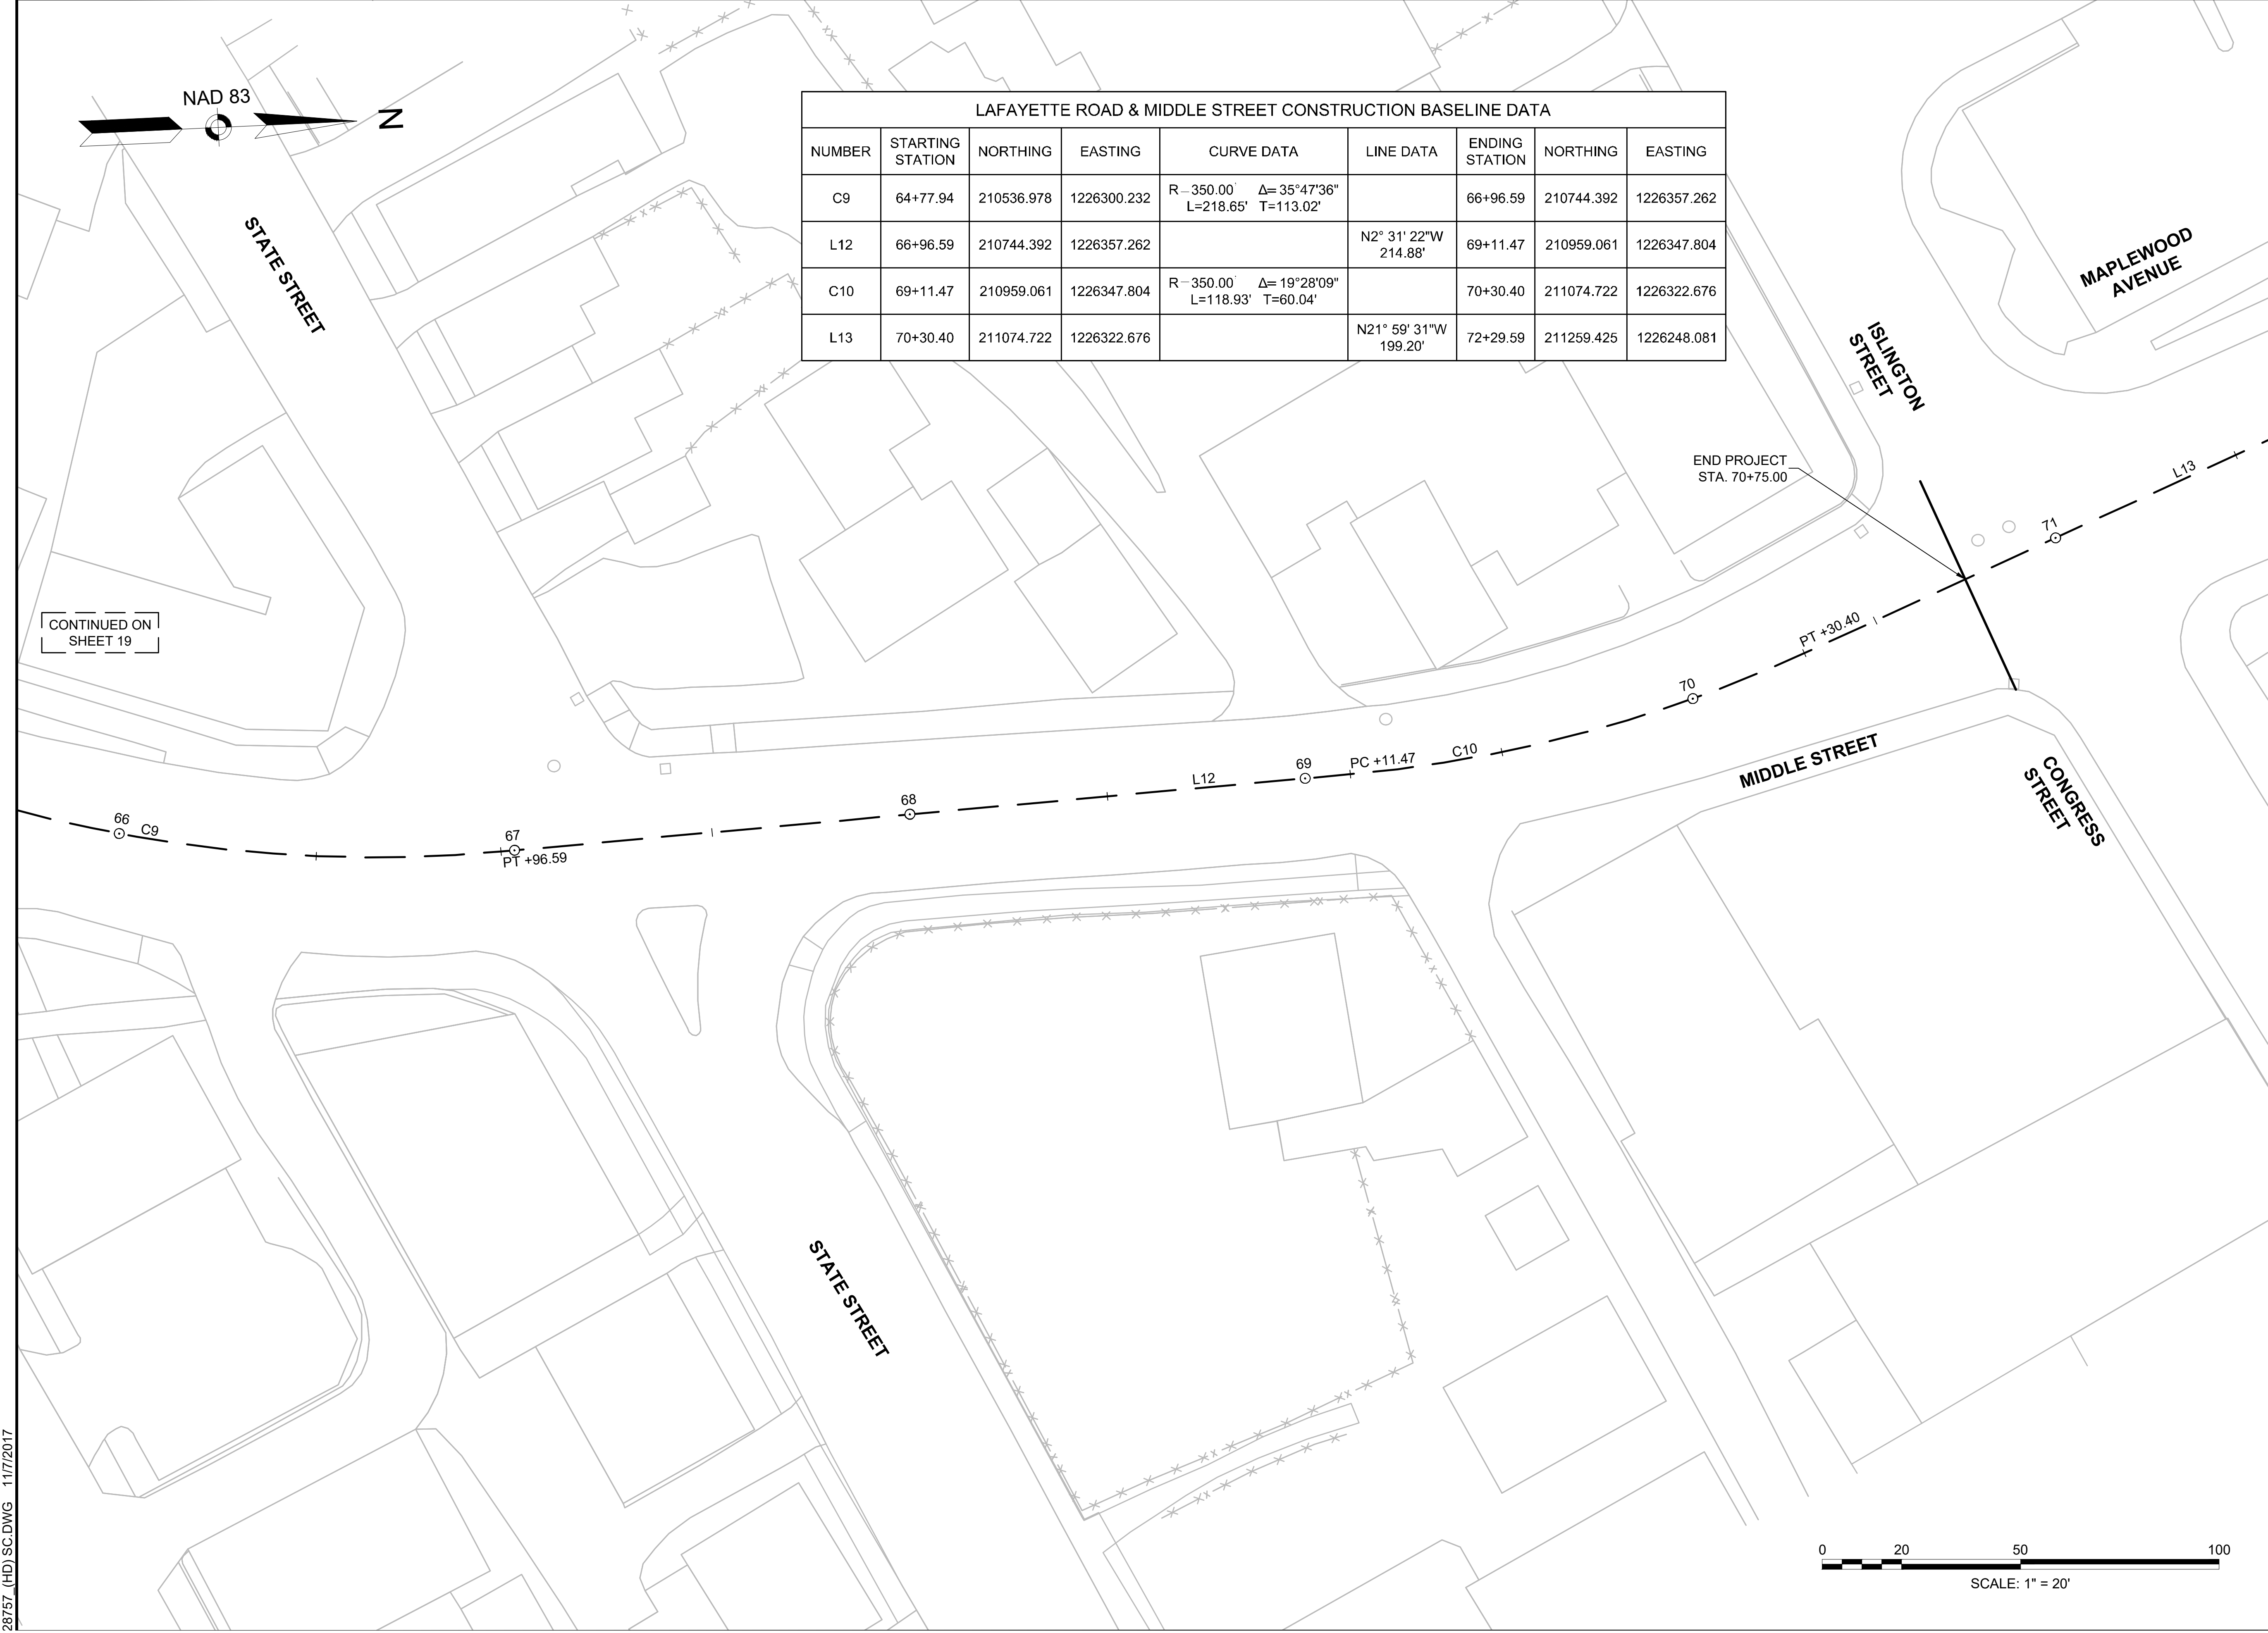 NAD 83
N
LAFAYETTE ROAD & MIDDLE STREET CONSTRUCTION BASELINE DATA
NUMBER STARTING STATION NORTHING EASTING CURVE DATA LINE DATA ENDING STATION NORTHING EASTING
C9 64+77.94 210536.978 1226300.232 R=350.00' Δ=35°47'36" L=218.65' T=113.02' 66+96.59 210744.392 1226357.262
L12 66+96.59 210744.392 1226357.262 N2° 31' 22"W 214.88' 69+11.47 210959.061 1226347.804
C10 69+11.47 210959.061 1226347.804 R=350.00' Δ=19°28'09" L=118.93' T=60.04' 70+30.40 211074.722 1226322.676
L13 70+30.40 211074.722 1226322.676 N21° 59' 31"W 199.20' 72+29.59 211259.425 1226248.081
STATE STREET
MAPLEWOOD
AVENUE
ISLINGTON
STREET
END PROJECT
STA. 70+75.00
L13
71
CONTINUED ON
SHEET 19
PT +30.40
70
MIDDLE STREET
CONGRESS
STREET
C10
PC +11.47
69
L12
68
67
PT +96.59
66
C9
STATE STREET
0 20 50 100
SCALE: 1" = 20'
28757_(HD) SC.DWG 11/7/2017